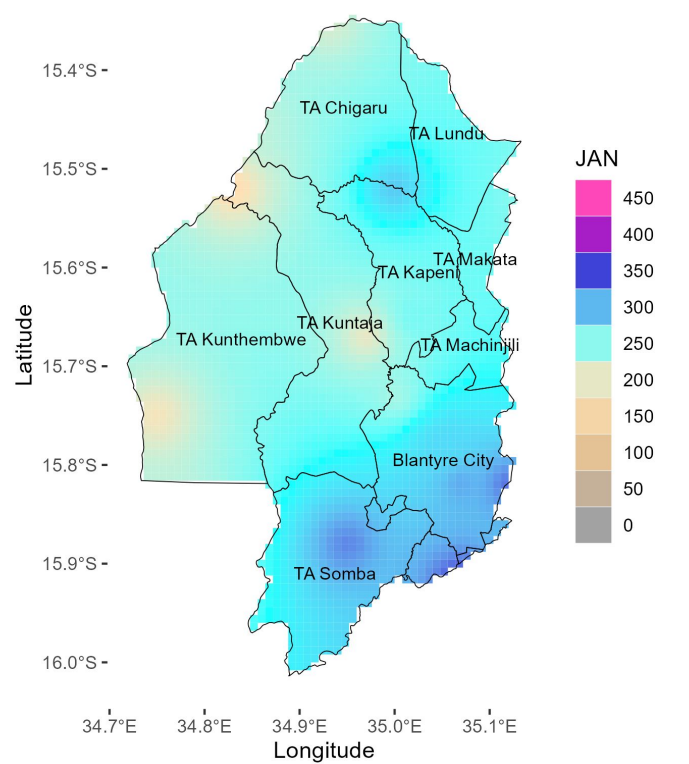 15.4°S
TA Chigaru
TA Lundu
15.5°S
JAN
450
400
350
300
250
200
150
100
50
0
15.6°S
TA Makata
TA Kapeni
TA Kuntaja
TA Kunthembwe
TA Machinjili
15.7°S
Latitude
15.8°S
Blantyre City
15.9°S
TA Somba
16.0°S
34.7°E 34.8°E 34.9°E 35.0°E 35.1°E
Longitude